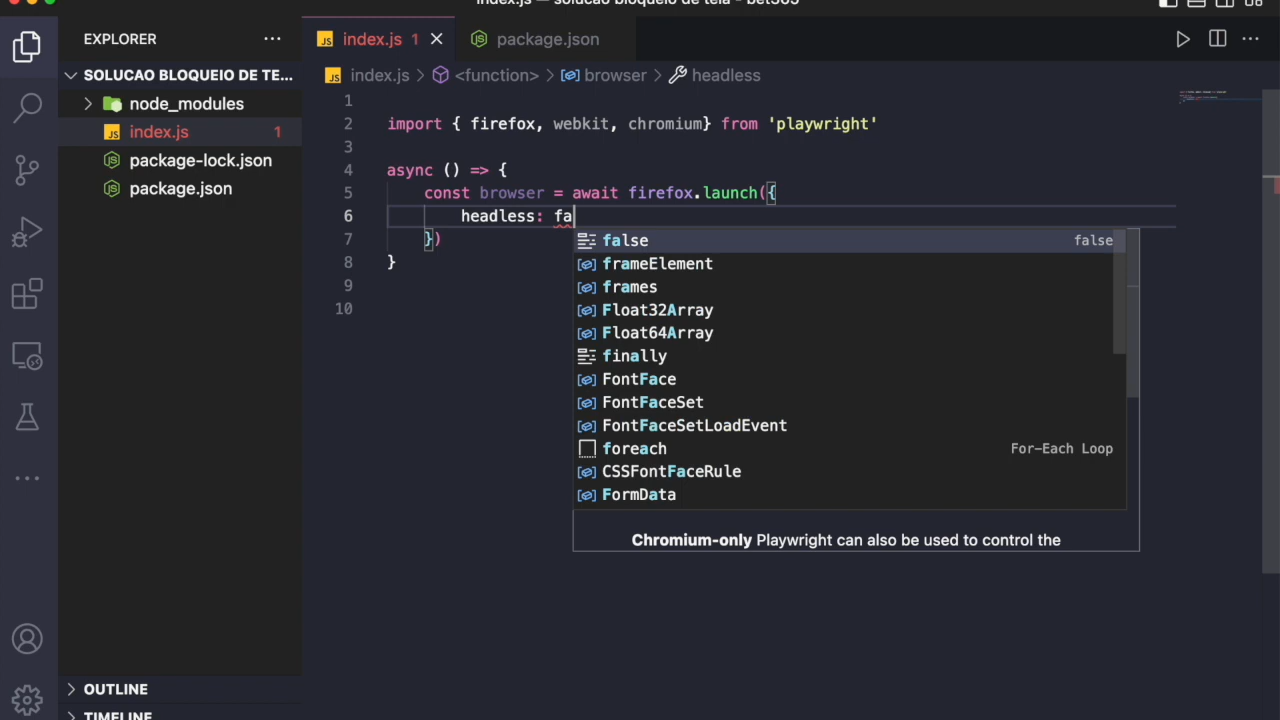 index.js — solucao bloqueio de tela - bet365
EXPLORER
index.js 1
package.json
SOLUCAO BLOQUEIO DE TE...
index.js > <function> > browser > headless
node_modules
index.js 1
package-lock.json
package.json
1
2 import { firefox, webkit, chromium} from 'playwright'
3
4 async () => {
5 const browser = await firefox.launch({
6 headless: fa
7 })
8 }
9
10
false false
frameElement
frames
Float32Array
Float64Array
finally
FontFace
FontFaceSet
FontFaceSetLoadEvent
foreach For-Each Loop
CSSFontFaceRule
FormData
Chromium-only Playwright can also be used to control the
OUTLINE
TIMELINE